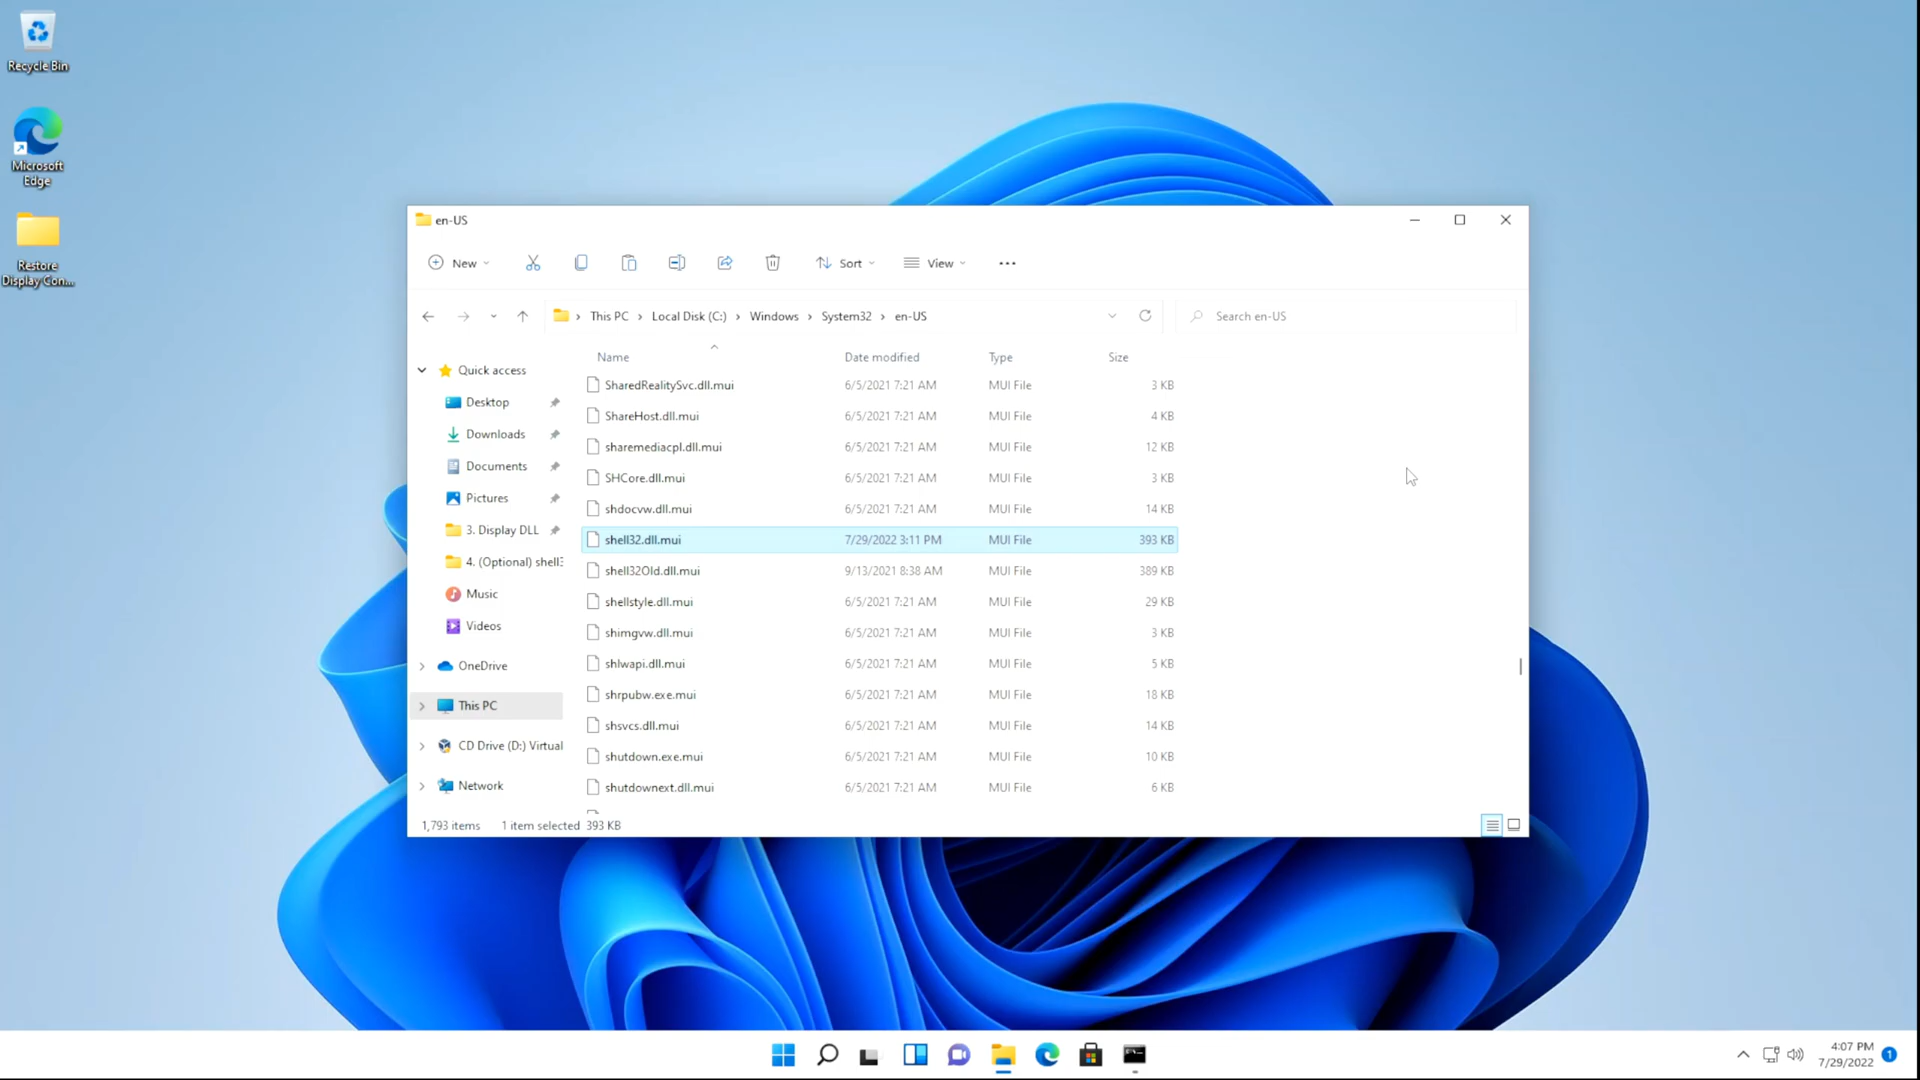 Recycle Bin
Microsoft
Edge
Restore
Display Con...
en-US
New
Sort
View
This PC
Local Disk (C:)
Windows
System32
en-US
Search en-US
Name Date modified Type Size
Quick access
Desktop
Downloads
Documents
Pictures
3. Display DLL
4. (Optional) shell3
Music
Videos
OneDrive
This PC
CD Drive (D:) Virtual
Network
SharedRealitySvc.dll.mui 6/5/2021 7:21 AM MUI File 3 KB
ShareHost.dll.mui 6/5/2021 7:21 AM MUI File 4 KB
sharemediacpl.dll.mui 6/5/2021 7:21 AM MUI File 12 KB
SHCore.dll.mui 6/5/2021 7:21 AM MUI File 3 KB
shdocvw.dll.mui 6/5/2021 7:21 AM MUI File 14 KB
shell32.dll.mui 7/29/2022 3:11 PM MUI File 393 KB
shell32Old.dll.mui 9/13/2021 8:38 AM MUI File 389 KB
shellstyle.dll.mui 6/5/2021 7:21 AM MUI File 29 KB
shimgvw.dll.mui 6/5/2021 7:21 AM MUI File 3 KB
shlwapi.dll.mui 6/5/2021 7:21 AM MUI File 5 KB
shrpubw.exe.mui 6/5/2021 7:21 AM MUI File 18 KB
shsvcs.dll.mui 6/5/2021 7:21 AM MUI File 14 KB
shutdown.exe.mui 6/5/2021 7:21 AM MUI File 10 KB
shutdownext.dll.mui 6/5/2021 7:21 AM MUI File 6 KB
1,793 items 1 item selected 393 KB
4:07 PM
7/29/2022
1